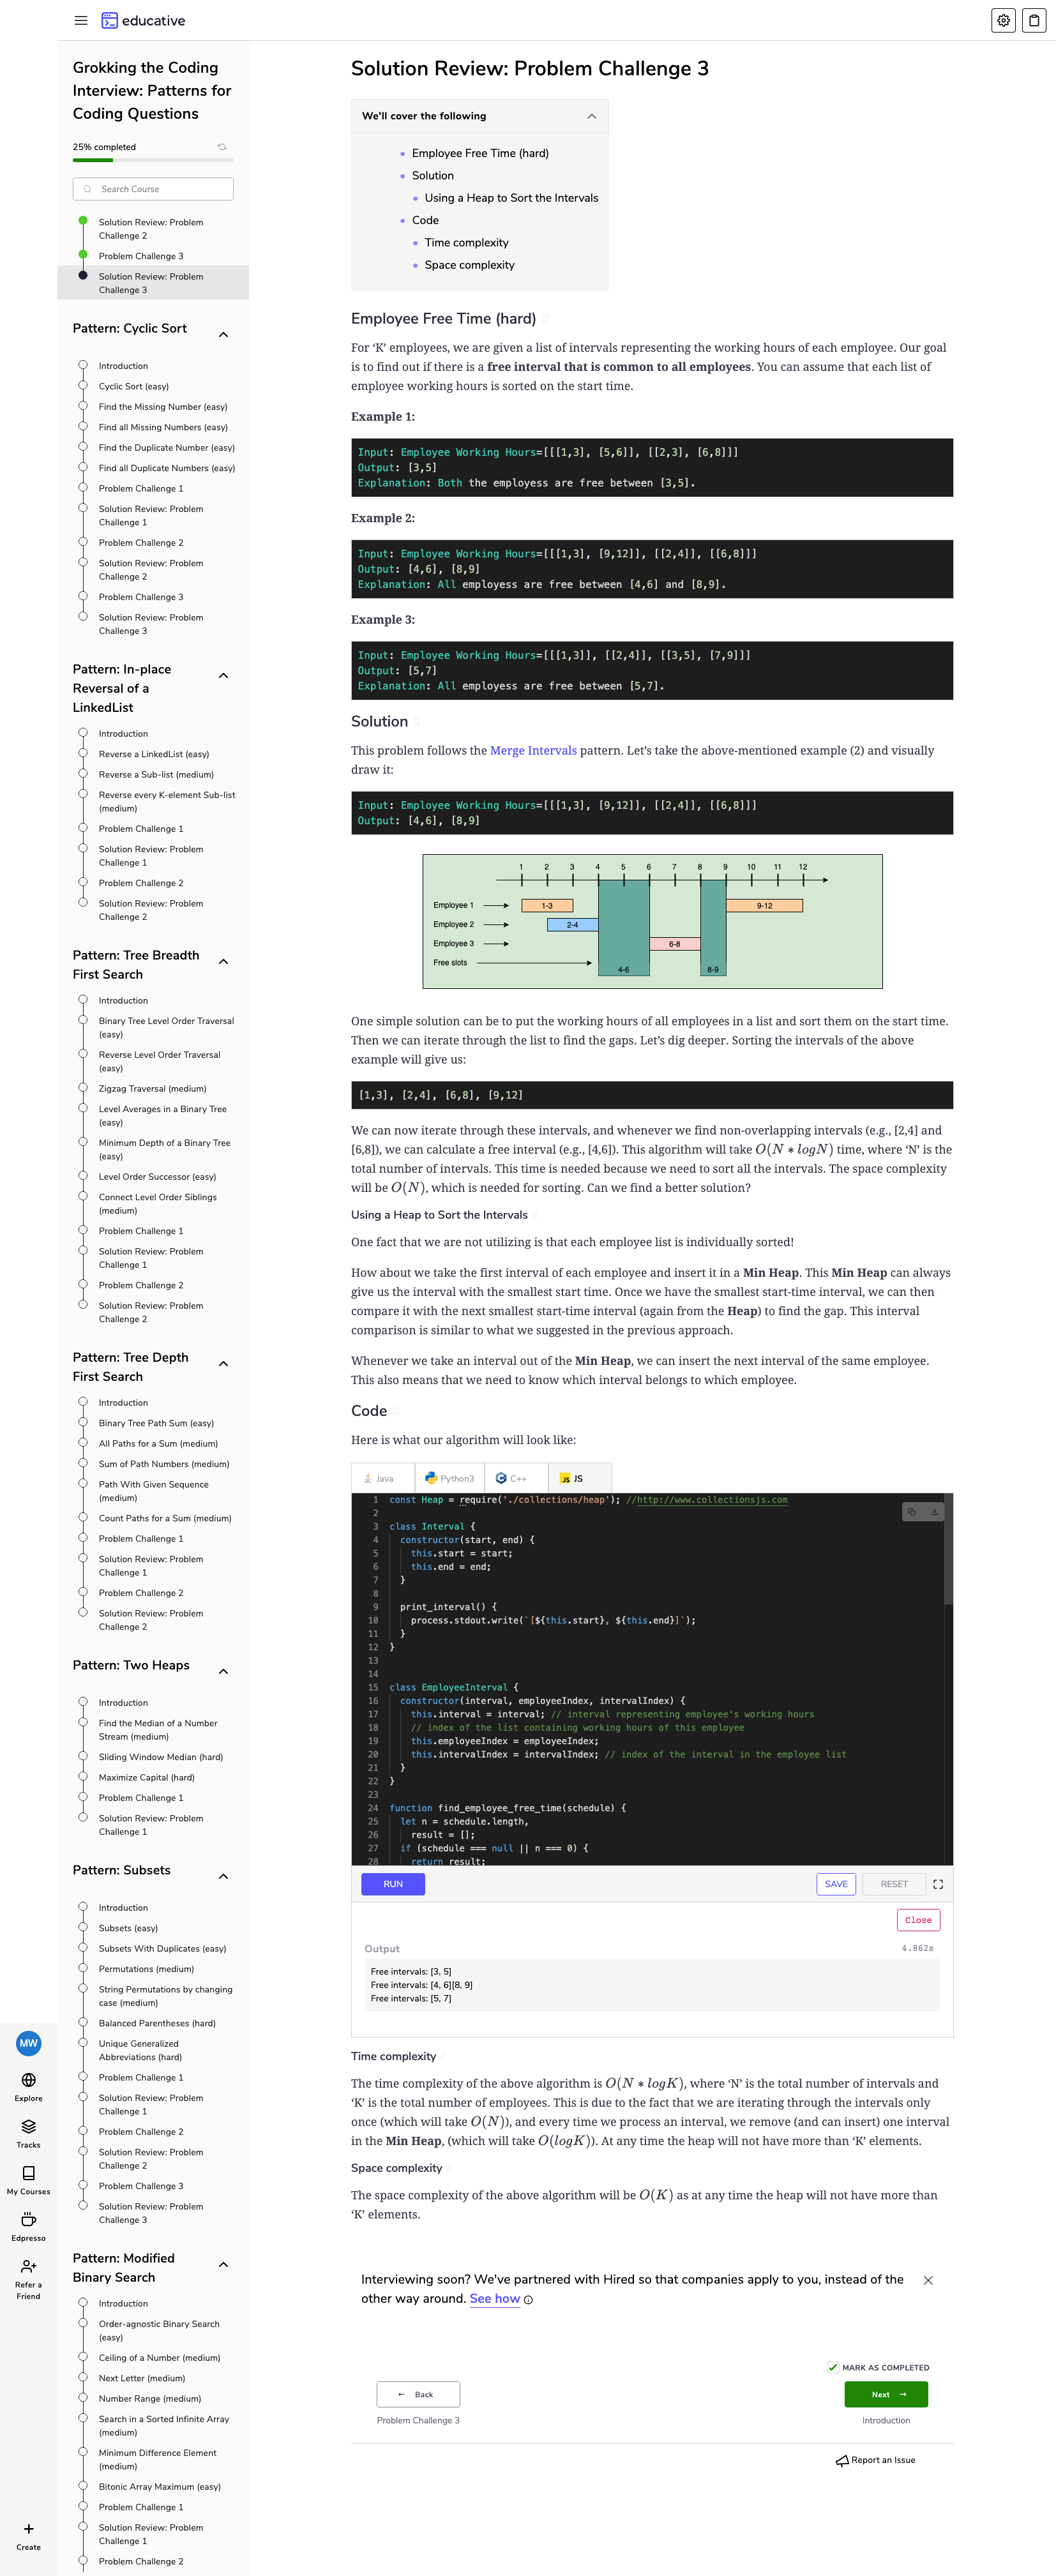 educative
Grokking the Coding
Interview: Patterns for
Coding Questions
25% completed
Search Course
Solution Review: Problem
Challenge 2
Problem Challenge 3
Solution Review: Problem
Challenge 3
Pattern: Cyclic Sort
Introduction
Cyclic Sort (easy)
Find the Missing Number (easy)
Find all Missing Numbers (easy)
Find the Duplicate Number (easy)
Find all Duplicate Numbers (easy)
Problem Challenge 1
Solution Review: Problem
Challenge 1
Problem Challenge 2
Solution Review: Problem
Challenge 2
Problem Challenge 3
Solution Review: Problem
Challenge 3
Pattern: In-place
Reversal of a
LinkedList
Introduction
Reverse a LinkedList (easy)
Reverse a Sub-list (medium)
Reverse every K-element Sub-list
(medium)
Problem Challenge 1
Solution Review: Problem
Challenge 1
Problem Challenge 2
Solution Review: Problem
Challenge 2
Pattern: Tree Breadth
First Search
Introduction
Binary Tree Level Order Traversal
(easy)
Reverse Level Order Traversal
(easy)
Zigzag Traversal (medium)
Level Averages in a Binary Tree
(easy)
Minimum Depth of a Binary Tree
(easy)
Level Order Successor (easy)
Connect Level Order Siblings
(medium)
Problem Challenge 1
Solution Review: Problem
Challenge 1
Problem Challenge 2
Solution Review: Problem
Challenge 2
Pattern: Tree Depth
First Search
Introduction
Binary Tree Path Sum (easy)
All Paths for a Sum (medium)
Sum of Path Numbers (medium)
Path With Given Sequence
(medium)
Count Paths for a Sum (medium)
Problem Challenge 1
Solution Review: Problem
Challenge 1
Problem Challenge 2
Solution Review: Problem
Challenge 2
Pattern: Two Heaps
Introduction
Find the Median of a Number
Stream (medium)
Sliding Window Median (hard)
Maximize Capital (hard)
Problem Challenge 1
Solution Review: Problem
Challenge 1
Pattern: Subsets
Introduction
Subsets (easy)
Subsets With Duplicates (easy)
Permutations (medium)
String Permutations by changing
case (medium)
Balanced Parentheses (hard)
Unique Generalized
Abbreviations (hard)
Problem Challenge 1
Solution Review: Problem
Challenge 1
Problem Challenge 2
Solution Review: Problem
Challenge 2
Problem Challenge 3
Solution Review: Problem
Challenge 3
Pattern: Modified
Binary Search
Introduction
Order-agnostic Binary Search
(easy)
Ceiling of a Number (medium)
Next Letter (medium)
Number Range (medium)
Search in a Sorted Infinite Array
(medium)
Minimum Difference Element
(medium)
Bitonic Array Maximum (easy)
Problem Challenge 1
Solution Review: Problem
Challenge 1
Problem Challenge 2
MW
Explore
Tracks
My Courses
Edpresso
Refer a
Friend
Create
Solution Review: Problem Challenge 3
We'll cover the following
Employee Free Time (hard)
Solution
Using a Heap to Sort the Intervals
Code
Time complexity
Space complexity
Employee Free Time (hard) #
For ‘K’ employees, we are given a list of intervals representing the working hours of each employee. Our goal
is to find out if there is a free interval that is common to all employees. You can assume that each list of
employee working hours is sorted on the start time.
Example 1:
Input: Employee Working Hours=[[[1,3], [5,6]], [[2,3], [6,8]]]
Output: [3,5]
Explanation: Both the employess are free between [3,5].
Example 2:
Input: Employee Working Hours=[[[1,3], [9,12]], [[2,4]], [[6,8]]]
Output: [4,6], [8,9]
Explanation: All employess are free between [4,6] and [8,9].
Example 3:
Input: Employee Working Hours=[[[1,3]], [[2,4]], [[3,5], [7,9]]]
Output: [5,7]
Explanation: All employess are free between [5,7].
Solution #
This problem follows the Merge Intervals pattern. Let’s take the above-mentioned example (2) and visually
draw it:
Input: Employee Working Hours=[[[1,3], [9,12]], [[2,4]], [[6,8]]]
Output: [4,6], [8,9]
1 2 3 4 5 6 7 8 9 10 11 12
Employee 1 1-3 9-12
Employee 2 2-4
Employee 3 6-8
Free slots 4-6 8-9
One simple solution can be to put the working hours of all employees in a list and sort them on the start time.
Then we can iterate through the list to find the gaps. Let’s dig deeper. Sorting the intervals of the above
example will give us:
[1,3], [2,4], [6,8], [9,12]
We can now iterate through these intervals, and whenever we find non-overlapping intervals (e.g., [2,4] and
[6,8]), we can calculate a free interval (e.g., [4,6]). This algorithm will take O(N ∗ logN) time, where ‘N’ is the
total number of intervals. This time is needed because we need to sort all the intervals. The space complexity
will be O(N), which is needed for sorting. Can we find a better solution?
Using a Heap to Sort the Intervals #
One fact that we are not utilizing is that each employee list is individually sorted!
How about we take the first interval of each employee and insert it in a Min Heap. This Min Heap can always
give us the interval with the smallest start time. Once we have the smallest start-time interval, we can then
compare it with the next smallest start-time interval (again from the Heap) to find the gap. This interval
comparison is similar to what we suggested in the previous approach.
Whenever we take an interval out of the Min Heap, we can insert the next interval of the same employee.
This also means that we need to know which interval belongs to which employee.
Code #
Here is what our algorithm will look like:
Java Python3 C++ JS JS
1 const Heap = require('./collections/heap'); //http://www.collectionsjs.com
2
3 class Interval {
4 constructor(start, end) {
5 this.start = start;
6 this.end = end;
7 }
8
9 print_interval() {
10 process.stdout.write(`[${this.start}, ${this.end}]`);
11 }
12 }
13
14
15 class EmployeeInterval {
16 constructor(interval, employeeIndex, intervalIndex) {
17 this.interval = interval; // interval representing employee's working hours
18 // index of the list containing working hours of this employee
19 this.employeeIndex = employeeIndex;
20 this.intervalIndex = intervalIndex; // index of the interval in the employee list
21 }
22 }
23
24 function find_employee_free_time(schedule) {
25 let n = schedule.length,
26 result = [];
27 if (schedule === null || n === 0) {
28 return result;
RUN SAVE RESET
Close
Output 4.862s
Free intervals: [3, 5]
Free intervals: [4, 6][8, 9]
Free intervals: [5, 7]
Time complexity #
The time complexity of the above algorithm is O(N ∗ logK), where ‘N’ is the total number of intervals and
‘K’ is the total number of employees. This is due to the fact that we are iterating through the intervals only
once (which will take O(N)), and every time we process an interval, we remove (and can insert) one interval
in the Min Heap, (which will take O(logK)). At any time the heap will not have more than ‘K’ elements.
Space complexity #
The space complexity of the above algorithm will be O(K) as at any time the heap will not have more than
‘K’ elements.
Interviewing soon? We've partnered with Hired so that companies apply to you, instead of the
other way around. See how
MARK AS COMPLETED
← Back Next →
Problem Challenge 3 Introduction
Report an Issue